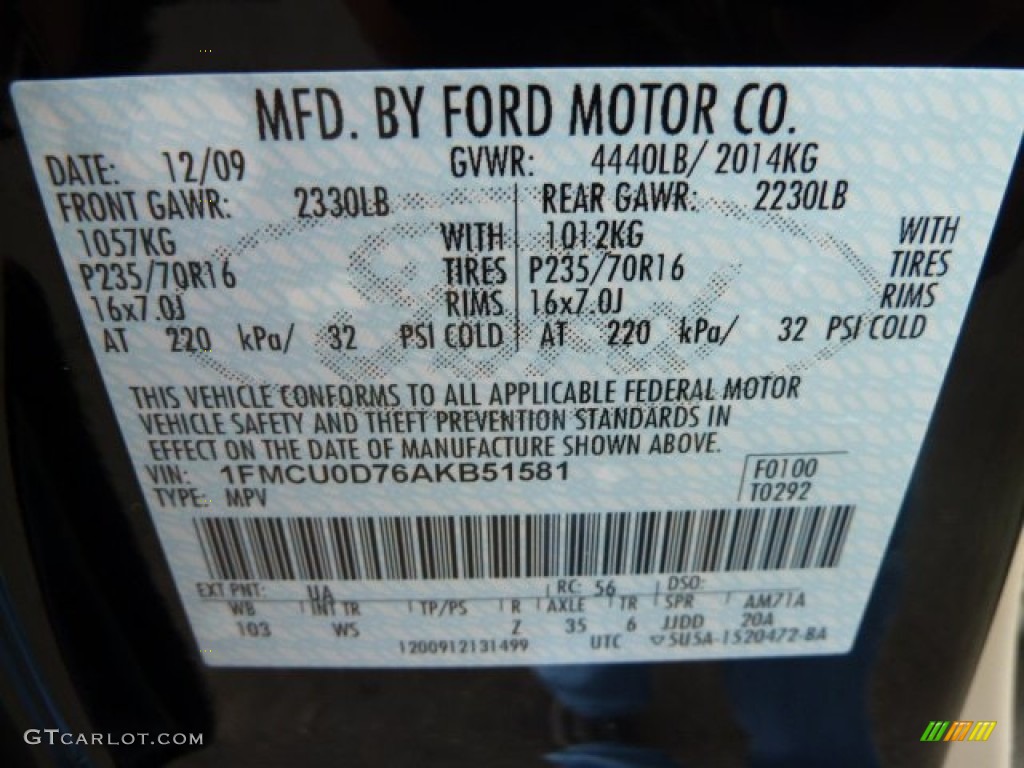 MFD. BY FORD MOTOR CO.
DATE: 12/09 GVWR: 4440LB/ 2014KG
FRONT GAWR: 2330LB REAR GAWR: 2230LB
1057KG WITH 1012KG WITH
P235/70R16 TIRES P235/70R16 TIRES
16x7.0J RIMS 16x7.0J RIMS
AT 220 kPa/ 32 PSI COLD AT 220 kPa/ 32 PSI COLD
THIS VEHICLE CONFORMS TO ALL APPLICABLE FEDERAL MOTOR
VEHICLE SAFETY AND THEFT PREVENTION STANDARDS IN
EFFECT ON THE DATE OF MANUFACTURE SHOWN ABOVE.
VIN: 1FMCU0D76AKB51581 F0100
TYPE: MPV T0292
EXT PNT: UA RC: 56 DSO:
WB INT TR TP/PS R AXLE TR SPR AM71A
103 WS Z 35 6 JJDD 20A
1200912131499 UTC 5U5A-1520472-BA
GTCARLOT.COM